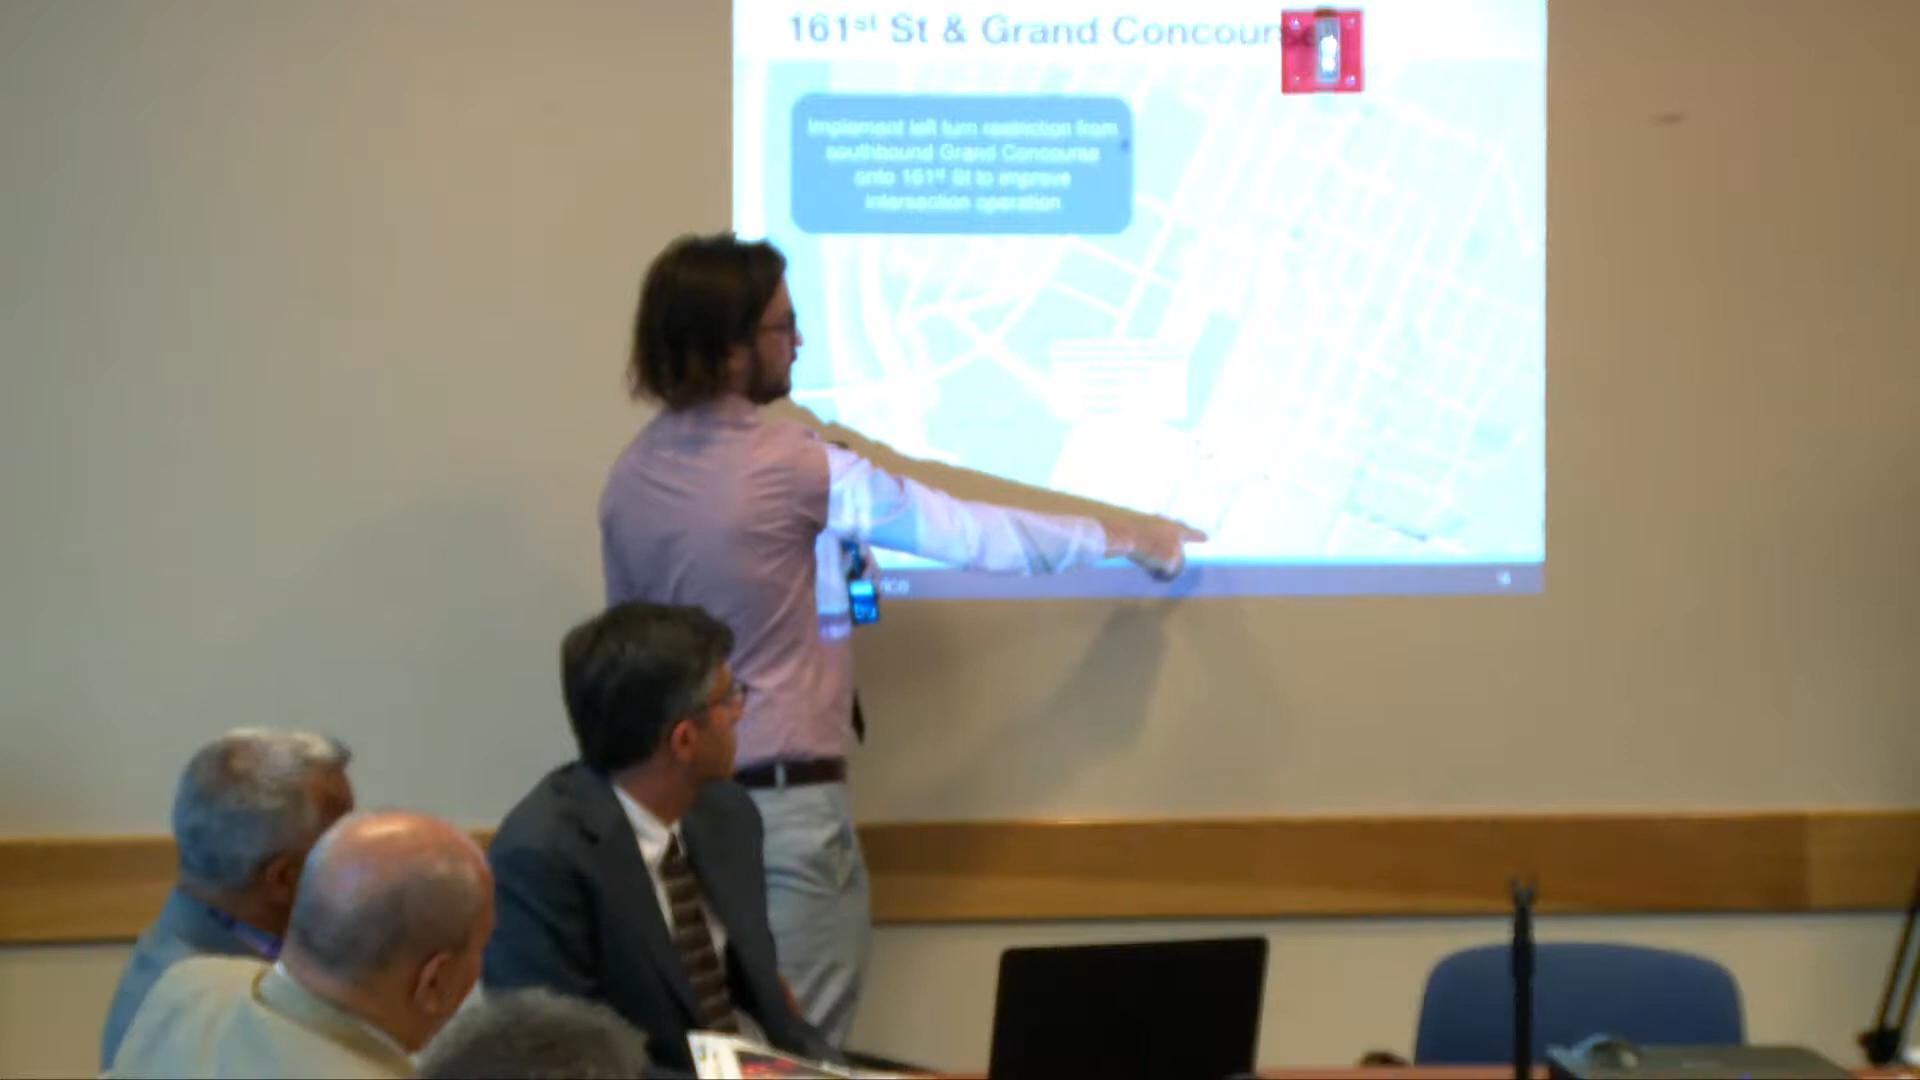 161st St & Grand Concourse
Implement left turn restriction from
southbound Grand Concourse
onto 161st St to improve
intersection operation